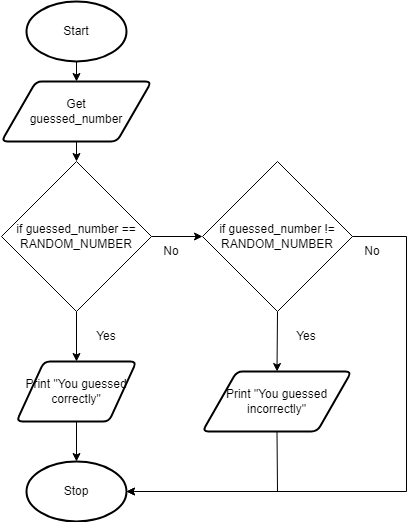 Start
Get
guessed_number
if guessed_number ==
RANDOM_NUMBER
No
if guessed_number !=
RANDOM_NUMBER
No
Yes
Yes
Print "You guessed
correctly"
Print "You guessed
incorrectly"
Stop